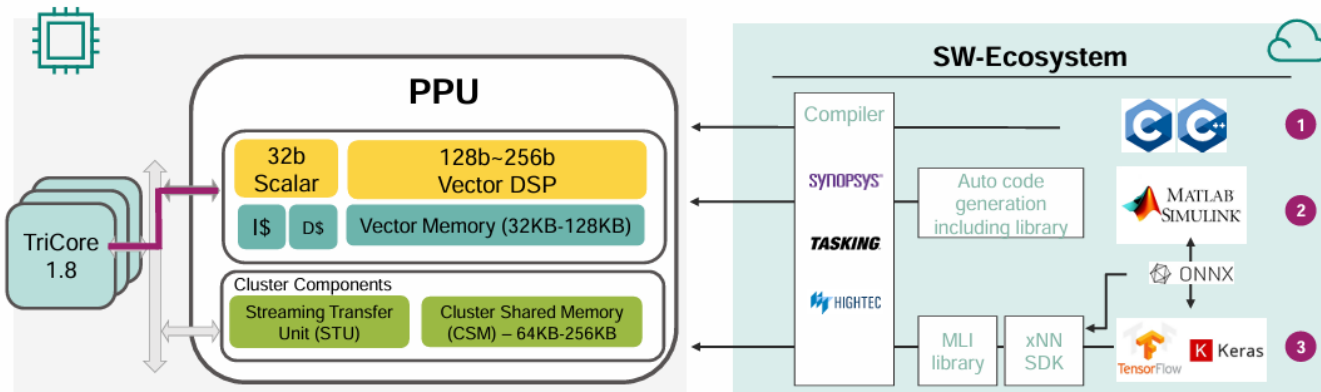 PPU
32b
Scalar
128b~256b
Vector DSP
I$
D$
Vector Memory (32KB-128KB)
TriCore
1.8
Cluster Components
Streaming Transfer
Unit (STU)
Cluster Shared Memory
(CSM) – 64KB-256KB
SW-Ecosystem
Compiler
SYNOPSYS®
TASKING
HIGHTEC
C
C++
1
Auto code
generation
including library
MATLAB
SIMULINK
2
ONNX
MLI
library
xNN
SDK
TensorFlow
K Keras
3